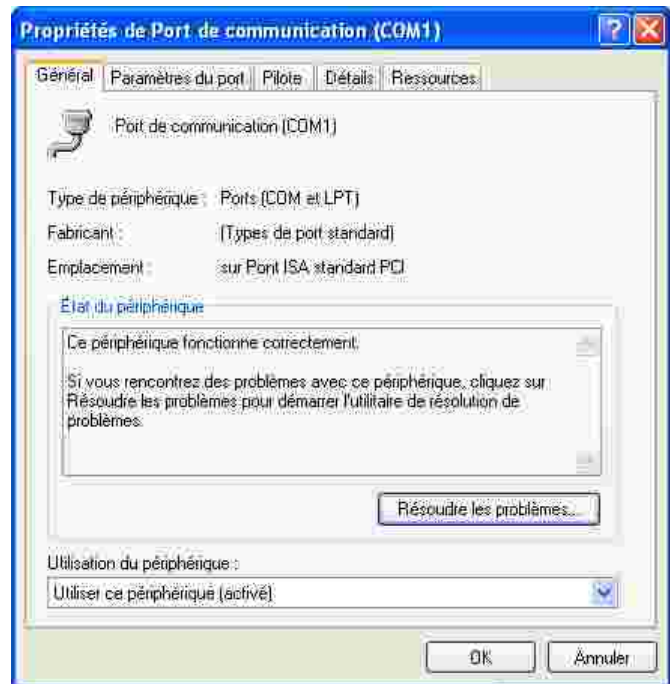 Propriétés de Port de communication (COM1)
Général Paramètres du port Pilote Détails Ressources
Port de communication (COM1)
Type de périphérique : Ports (COM et LPT)
Fabricant : (Types de port standard)
Emplacement : sur Pont ISA standard PCI
État du périphérique
Ce périphérique fonctionne correctement.
Si vous rencontrez des problèmes avec ce périphérique, cliquez sur
Résoudre les problèmes pour démarrer l'utilitaire de résolution de
problèmes.
Résoudre les problèmes...
Utilisation du périphérique :
Utiliser ce périphérique (activé)
OK Annuler